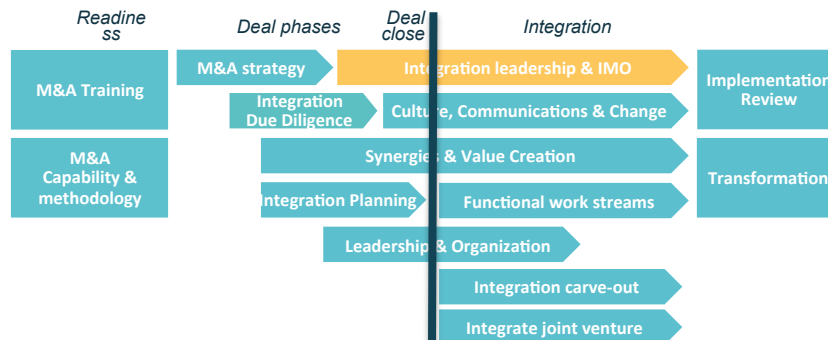 Readine
ss
Deal phases
Deal
close
Integration
M&A Training
M&A strategy
Integration leadership & IMO
Implementation
Review
Integration
Due Diligence
Culture, Communications & Change
M&A
Capability &
methodology
Synergies & Value Creation
Transformation
Integration Planning
Functional work streams
Leadership & Organization
Integration carve-out
Integrate joint venture